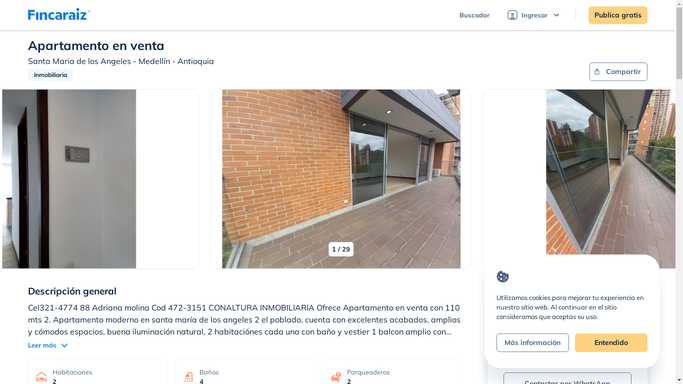 Fincaraiz
Buscador
Ingresar
Publica gratis
Apartamento en venta
Santa Maria de los Angeles - Medellín - Antioquia
Inmobiliaria
Compartir
1 / 29
Descripción general
Cel321-4774 88 Adriana molina Cod 472-3151 CONALTURA INMOBILIARIA Ofrece Apartamento en venta con 110
mts 2. Apartamento moderno en santa maría de los angeles 2 el poblado, cuenta con excelentes acabados, amplios
y cómodos espacios, buena iluminación natural, 2 habitaciónes cada una con baño y vestier 1 balcon amplio con...
Leer más
Habitaciones
2
Baños
4
Parqueaderos
2
Utilizamos cookies para mejorar tu experiencia en
nuestro sitio web. Al continuar en el sitio
consideramos que aceptas su uso.
Más información
Entendido
Contactar por WhatsApp